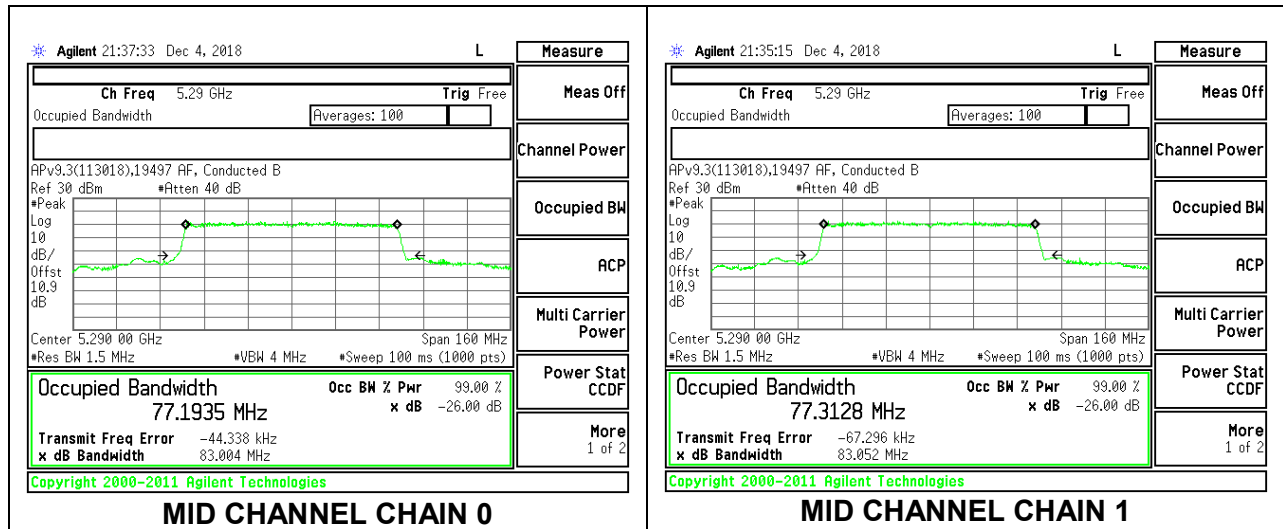 Agilent 21:37:33 Dec 4, 2018 L
Measure
Ch Freq 5.29 GHz Trig Free
Meas Off
Occupied Bandwidth Averages: 100
Channel Power
APv9.3(113018),19497 AF, Conducted B
Ref 30 dBm #Atten 40 dB
#Peak
Occupied BW
Log
10
dB/
ACP
Offst
10.9
dB
Multi Carrier
Power
Center 5.290 00 GHz Span 160 MHz
#Res BW 1.5 MHz #VBW 4 MHz #Sweep 100 ms (1000 pts)
Power Stat
CCDF
Occupied Bandwidth Occ BW % Pwr 99.00 %
77.1935 MHz x dB -26.00 dB
More
1 of 2
Transmit Freq Error -44.338 kHz
x dB Bandwidth 83.004 MHz
Copyright 2000-2011 Agilent Technologies
MID CHANNEL CHAIN 0
Agilent 21:35:15 Dec 4, 2018 L
Measure
Ch Freq 5.29 GHz Trig Free
Meas Off
Occupied Bandwidth Averages: 100
Channel Power
APv9.3(113018),19497 AF, Conducted B
Ref 30 dBm #Atten 40 dB
#Peak
Occupied BW
Log
10
dB/
ACP
Offst
10.9
dB
Multi Carrier
Power
Center 5.290 00 GHz Span 160 MHz
#Res BW 1.5 MHz #VBW 4 MHz #Sweep 100 ms (1000 pts)
Power Stat
CCDF
Occupied Bandwidth Occ BW % Pwr 99.00 %
77.3128 MHz x dB -26.00 dB
More
1 of 2
Transmit Freq Error -67.296 kHz
x dB Bandwidth 83.052 MHz
Copyright 2000-2011 Agilent Technologies
MID CHANNEL CHAIN 1